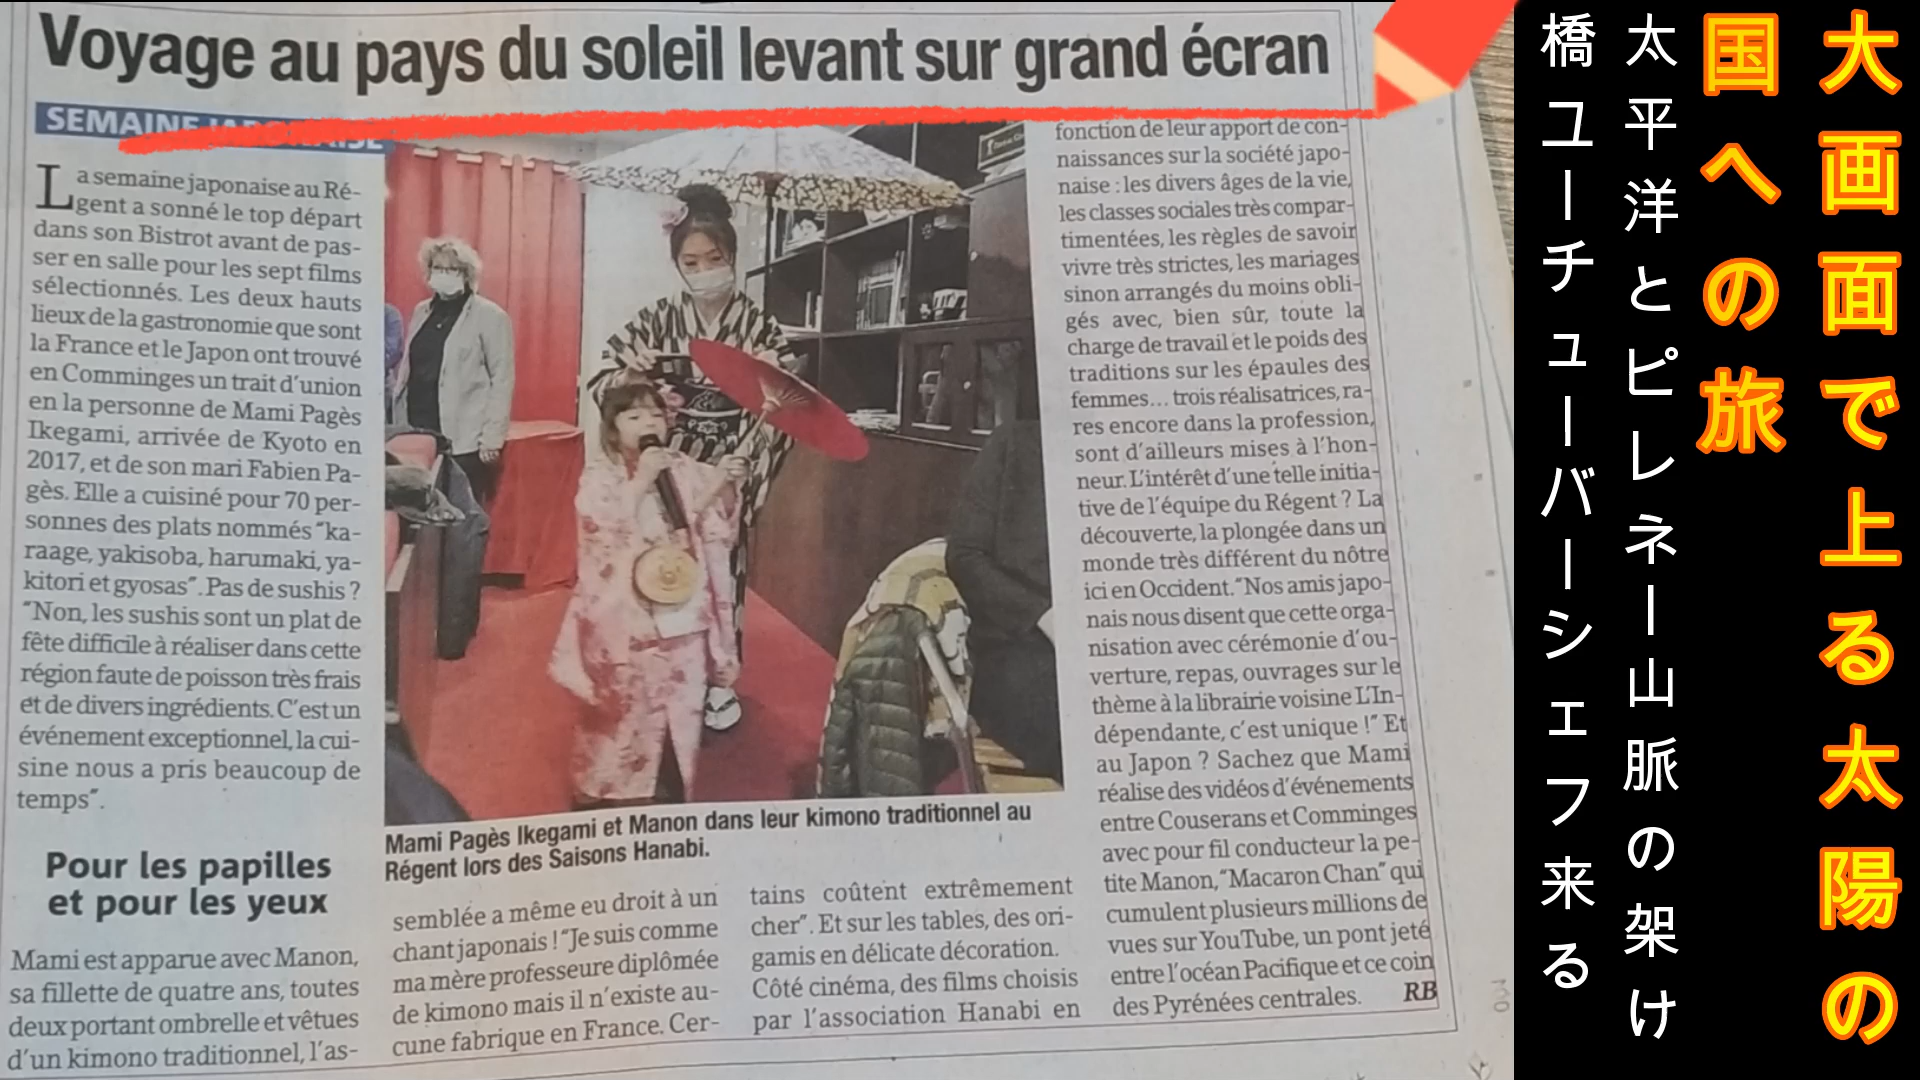 Voyage au pays du soleil levant sur grand écran
SEMAINE JAPONAISE
La semaine japonaise au Ré-
gent a sonné le top départ
dans son Bistrot avant de pas-
ser en salle pour les sept films
sélectionnés. Les deux hauts
lieux de la gastronomie que sont
la France et le Japon ont trouvé
en Comminges un trait d'union
en la personne de Mami Pagès
Ikegami, arrivée de Kyoto en
2017, et de son mari Fabien Pa-
gès. Elle a cuisiné pour 70 per-
sonnes des plats nommés "ka-
raage, yakisoba, harumaki, ya-
kitori et gyosas". Pas de sushis ?
"Non, les sushis sont un plat de
fête difficile à réaliser dans cette
région faute de poisson très frais
et de divers ingrédients. C'est un
événement exceptionnel, la cui-
sine nous a pris beaucoup de
temps".
Pour les papilles
et pour les yeux
Mami est apparue avec Manon,
sa fillette de quatre ans, toutes
deux portant ombrelle et vêtues
d'un kimono traditionnel, l'as-
Mami Pagès Ikegami et Manon dans leur kimono traditionnel au
Régent lors des Saisons Hanabi.
semblée a même eu droit à un
chant japonais ! "Je suis comme
ma mère professeure diplômée
de kimono mais il n'existe au-
cune fabrique en France. Cer-
tains coûtent extrêmement
cher". Et sur les tables, des ori-
gamis en délicate décoration.
Côté cinéma, des films choisis
par l'association Hanabi en
fonction de leur apport de con-
naissances sur la société japo-
naise : les divers âges de la vie,
les classes sociales très compar-
timentées, les règles de savoir
vivre très strictes, les mariages
sinon arrangés du moins obli-
gés avec, bien sûr, toute la
charge de travail et le poids des
traditions sur les épaules des
femmes... trois réalisatrices, ra-
res encore dans la profession,
sont d'ailleurs mises à l'hon-
neur. L'intérêt d'une telle initia-
tive de l'équipe du Régent ? La
découverte, la plongée dans un
monde très différent du nôtre
ici en Occident. "Nos amis japo-
nais nous disent que cette orga-
nisation avec cérémonie d'ou-
verture, repas, ouvrages sur le
thème à la librairie voisine L'In-
dépendante, c'est unique !" Et
au Japon ? Sachez que Mami
réalise des vidéos d'événements
entre Couserans et Comminges
avec pour fil conducteur la pe-
tite Manon, "Macaron Chan" qui
cumulent plusieurs millions de
vues sur YouTube, un pont jeté
entre l'océan Pacifique et ce coin
des Pyrénées centrales. RB
大画面で上る太陽の
国への旅
太平洋とピレネー山脈の架け
橋ユーチューバーシェフ来る